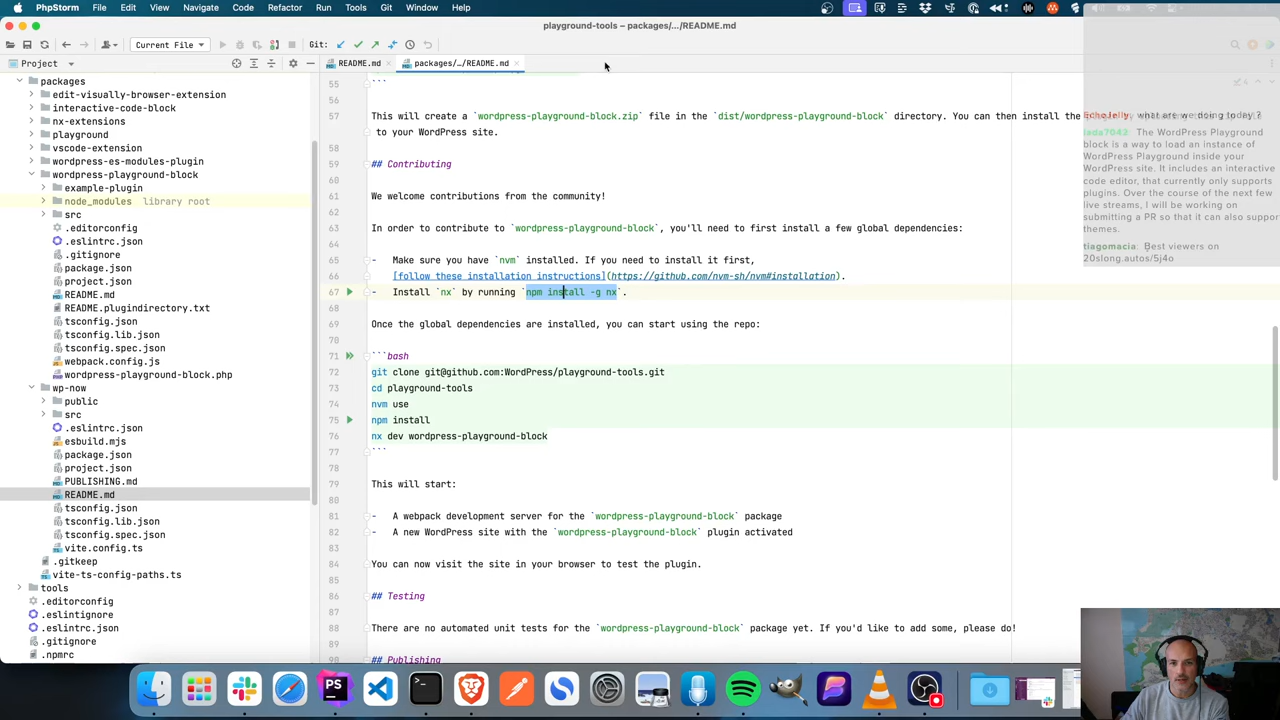 PhpStorm File Edit View Navigate Code Refactor Run Tools Git Window Help
playground-tools – packages/.../README.md
Current File
Git:
Project
README.md
packages/.../README.md
packages
edit-visually-browser-extension
interactive-code-block
nx-extensions
playground
vscode-extension
wordpress-es-modules-plugin
wordpress-playground-block
example-plugin
node_modules library root
src
.editorconfig
.eslintrc.json
.gitignore
package.json
project.json
README.md
README.plugindirectory.txt
tsconfig.json
tsconfig.lib.json
tsconfig.spec.json
webpack.config.js
wordpress-playground-block.php
wp-now
public
src
.eslintrc.json
esbuild.mjs
package.json
project.json
PUBLISHING.md
README.md
tsconfig.json
tsconfig.lib.json
tsconfig.spec.json
vite.config.ts
.gitkeep
vite-ts-config-paths.ts
tools
.editorconfig
.eslintignore
.eslintrc.json
.gitignore
.npmrc
55 ```
56
57 This will create a `wordpress-playground-block.zip` file in the `dist/wordpress-playground-block` directory. You can then install the
to your WordPress site.
58
59 ## Contributing
60
61 We welcome contributions from the community!
62
63 In order to contribute to `wordpress-playground-block`, you'll need to first install a few global dependencies:
64
65 - Make sure you have `nvm` installed. If you need to install it first,
66 [follow these installation instructions](https://github.com/nvm-sh/nvm#installation).
67 - Install `nx` by running `npm install -g nx`.
68
69 Once the global dependencies are installed, you can start using the repo:
70
71 ```bash
72 git clone git@github.com:WordPress/playground-tools.git
73 cd playground-tools
74 nvm use
75 npm install
76 nx dev wordpress-playground-block
77 ```
78
79 This will start:
80
81 - A webpack development server for the `wordpress-playground-block` package
82 - A new WordPress site with the `wordpress-playground-block` plugin activated
83
84 You can now visit the site in your browser to test the plugin.
85
86 ## Testing
87
88 There are no automated unit tests for the `wordpress-playground-block` package yet. If you'd like to add some, please do!
89
90 ## Publishing
EchoJelly what are we doing today?
lada7042 The WordPress Playground
block is a way to load an instance of
WordPress Playground inside your
WordPress site. It includes an interactive
code editor, that currently only supports
plugins. Over the course of the next few
live streams, I will be working on
submitting a PR so that it can also support
themes.
tiagomacia Best viewers on
20slong.autos/5j4o
PS